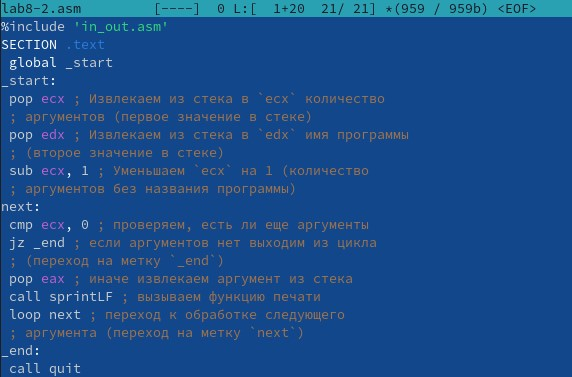 lab8-2.asm [----] 0 L:[ 1+20 21/ 21] *(959 / 959b) <EOF>
%include 'in_out.asm'
SECTION .text
global _start
_start:
pop ecx ; Извлекаем из стека в `ecx` количество
; аргументов (первое значение в стеке)
pop edx ; Извлекаем из стека в `edx` имя программы
; (второе значение в стеке)
sub ecx, 1 ; Уменьшаем `ecx` на 1 (количество
; аргументов без названия программы)
next:
cmp ecx, 0 ; проверяем, есть ли еще аргументы
jz _end ; если аргументов нет выходим из цикла
; (переход на метку `_end`)
pop eax ; иначе извлекаем аргумент из стека
call sprintLF ; вызываем функцию печати
loop next ; переход к обработке следующего
; аргумента (переход на метку `next`)
_end:
call quit